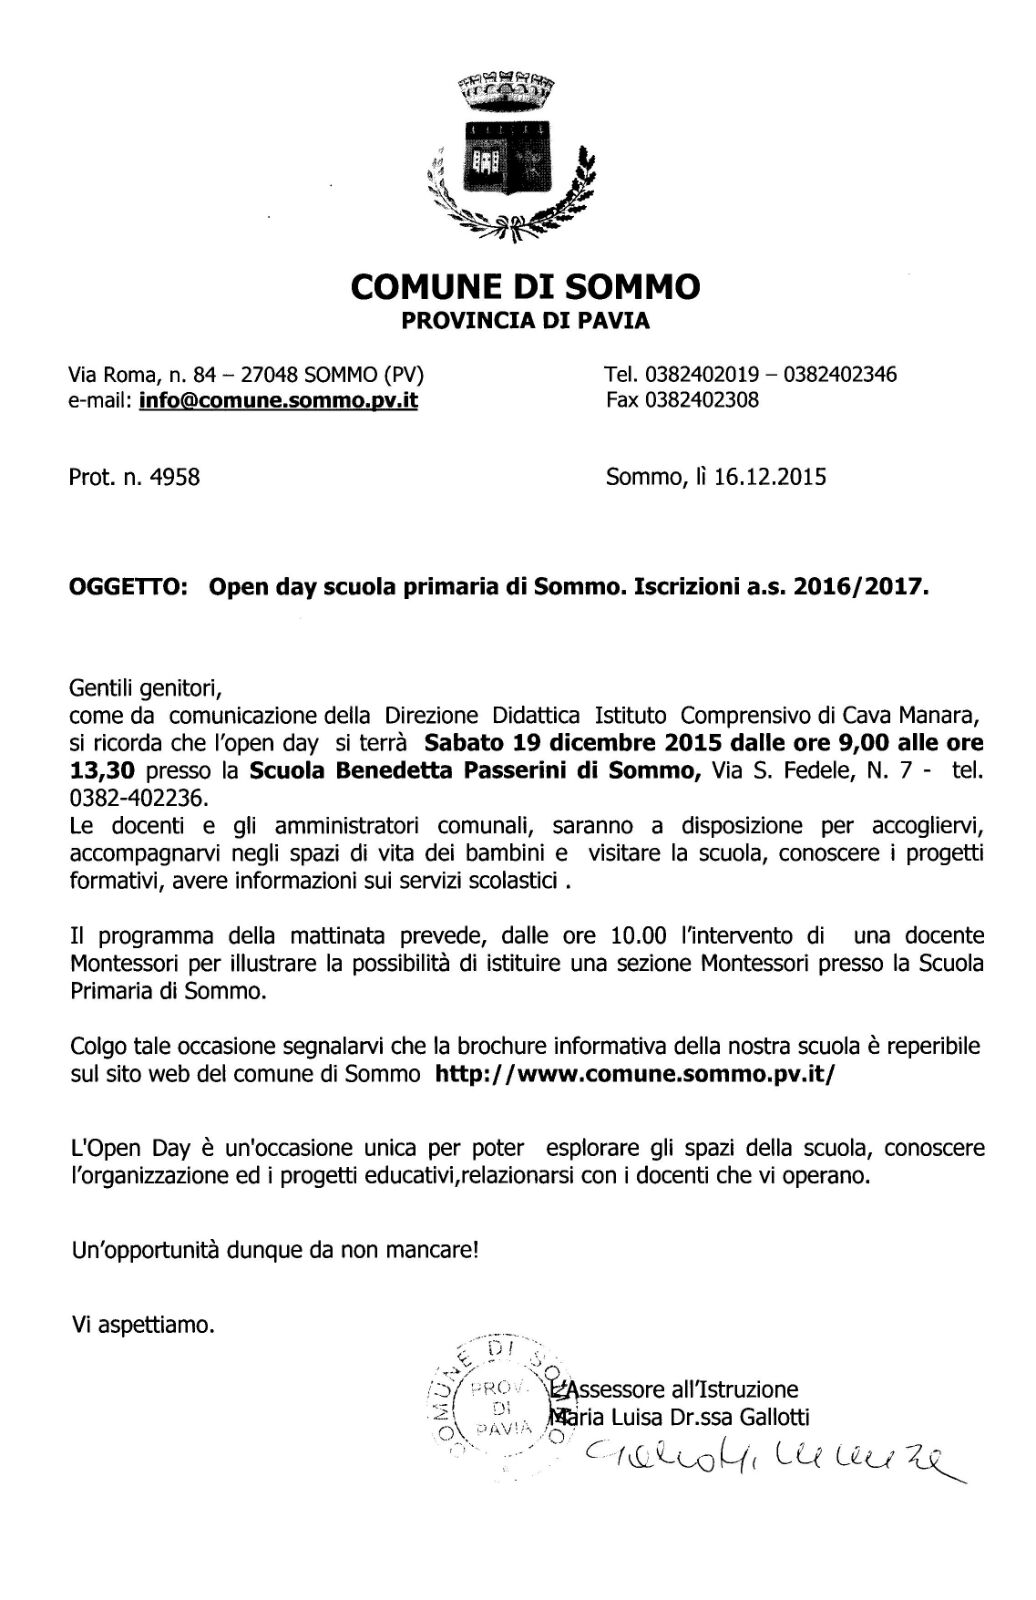 COMUNE DI SOMMO
PROVINCIA DI PAVIA
Via Roma, n. 84 – 27048 SOMMO (PV)
Tel. 0382402019 – 0382402346
e-mail: info@comune.sommo.pv.it
Fax 0382402308
Prot. n. 4958
Sommo, lì 16.12.2015
OGGETTO: Open day scuola primaria di Sommo. Iscrizioni a.s. 2016/2017.
Gentili genitori,
come da comunicazione della Direzione Didattica Istituto Comprensivo di Cava Manara,
si ricorda che l'open day si terrà Sabato 19 dicembre 2015 dalle ore 9,00 alle ore
13,30 presso la Scuola Benedetta Passerini di Sommo, Via S. Fedele, N. 7 - tel.
0382-402236.
Le docenti e gli amministratori comunali, saranno a disposizione per accogliervi,
accompagnarvi negli spazi di vita dei bambini e visitare la scuola, conoscere i progetti
formativi, avere informazioni sui servizi scolastici .
Il programma della mattinata prevede, dalle ore 10.00 l'intervento di una docente
Montessori per illustrare la possibilità di istituire una sezione Montessori presso la Scuola
Primaria di Sommo.
Colgo tale occasione segnalarvi che la brochure informativa della nostra scuola è reperibile
sul sito web del comune di Sommo http://www.comune.sommo.pv.it/
L'Open Day è un'occasione unica per poter esplorare gli spazi della scuola, conoscere
l'organizzazione ed i progetti educativi,relazionarsi con i docenti che vi operano.
Un'opportunità dunque da non mancare!
Vi aspettiamo.
COMUNE DI SOMMO
PROV.
DI
PAVIA
L'Assessore all'Istruzione
Maria Luisa Dr.ssa Gallotti